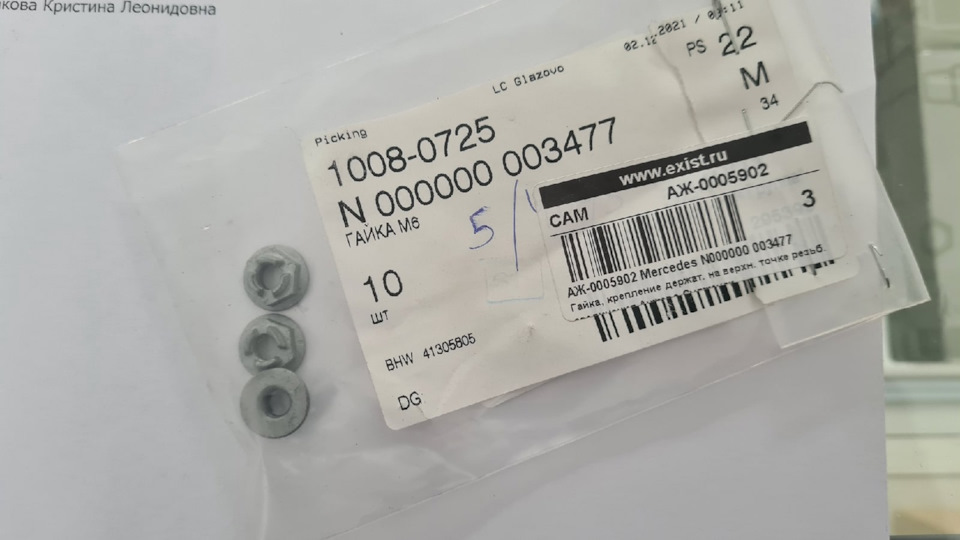 кова Кристина Леонидовна
02.12.2021 / 03:11
PS 22
M
34
LC Glazovo
Picking
1008-0725
N 000000 003477
ГАЙКА М6
5/
10
шт
BHW 41305805
DG
www.exist.ru
АЖ-0005902
САМ
3
АЖ-0005902 Mercedes N000000 003477
Гайка, крепление держат. на верхн. точке резьб.